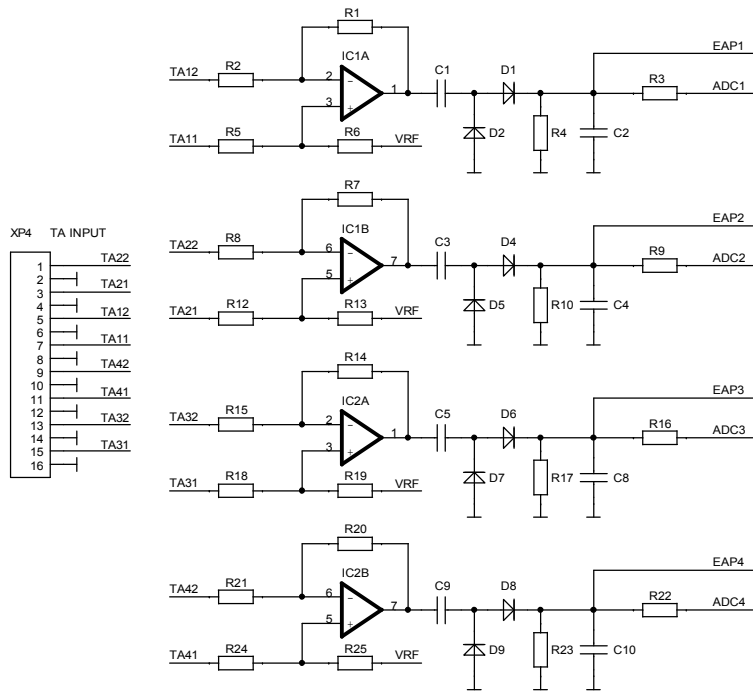 XP4 TA INPUT
1 TA22
2
3 TA21
4
5 TA12
6
7 TA11
8
9 TA42
10
11 TA41
12
13 TA32
14
15 TA31
16
R1
EAP1
IC1A
TA12 R2 2 − 1 C1 D1 R3 ADC1
3 +
D2 R4 C2
TA11 R5 R6 VRF
R7
EAP2
IC1B
TA22 R8 6 − 7 C3 D4 R9 ADC2
5 +
D5 R10 C4
TA21 R12 R13 VRF
R14
EAP3
IC2A
TA32 R15 2 − 1 C5 D6 R16 ADC3
3 +
D7 R17 C8
TA31 R18 R19 VRF
R20
EAP4
IC2B
TA42 R21 6 − 7 C9 D8 R22 ADC4
5 +
D9 R23 C10
TA41 R24 R25 VRF